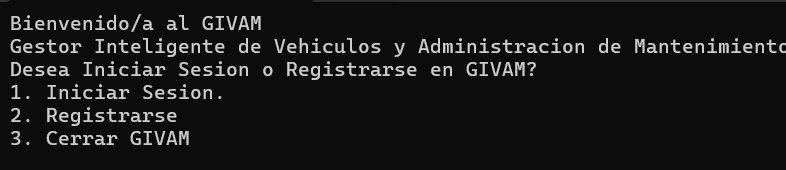 Bienvenido/a al GIVAM
Gestor Inteligente de Vehiculos y Administracion de Mantenimiento
Desea Iniciar Sesion o Registrarse en GIVAM?
1. Iniciar Sesion.
2. Registrarse
3. Cerrar GIVAM